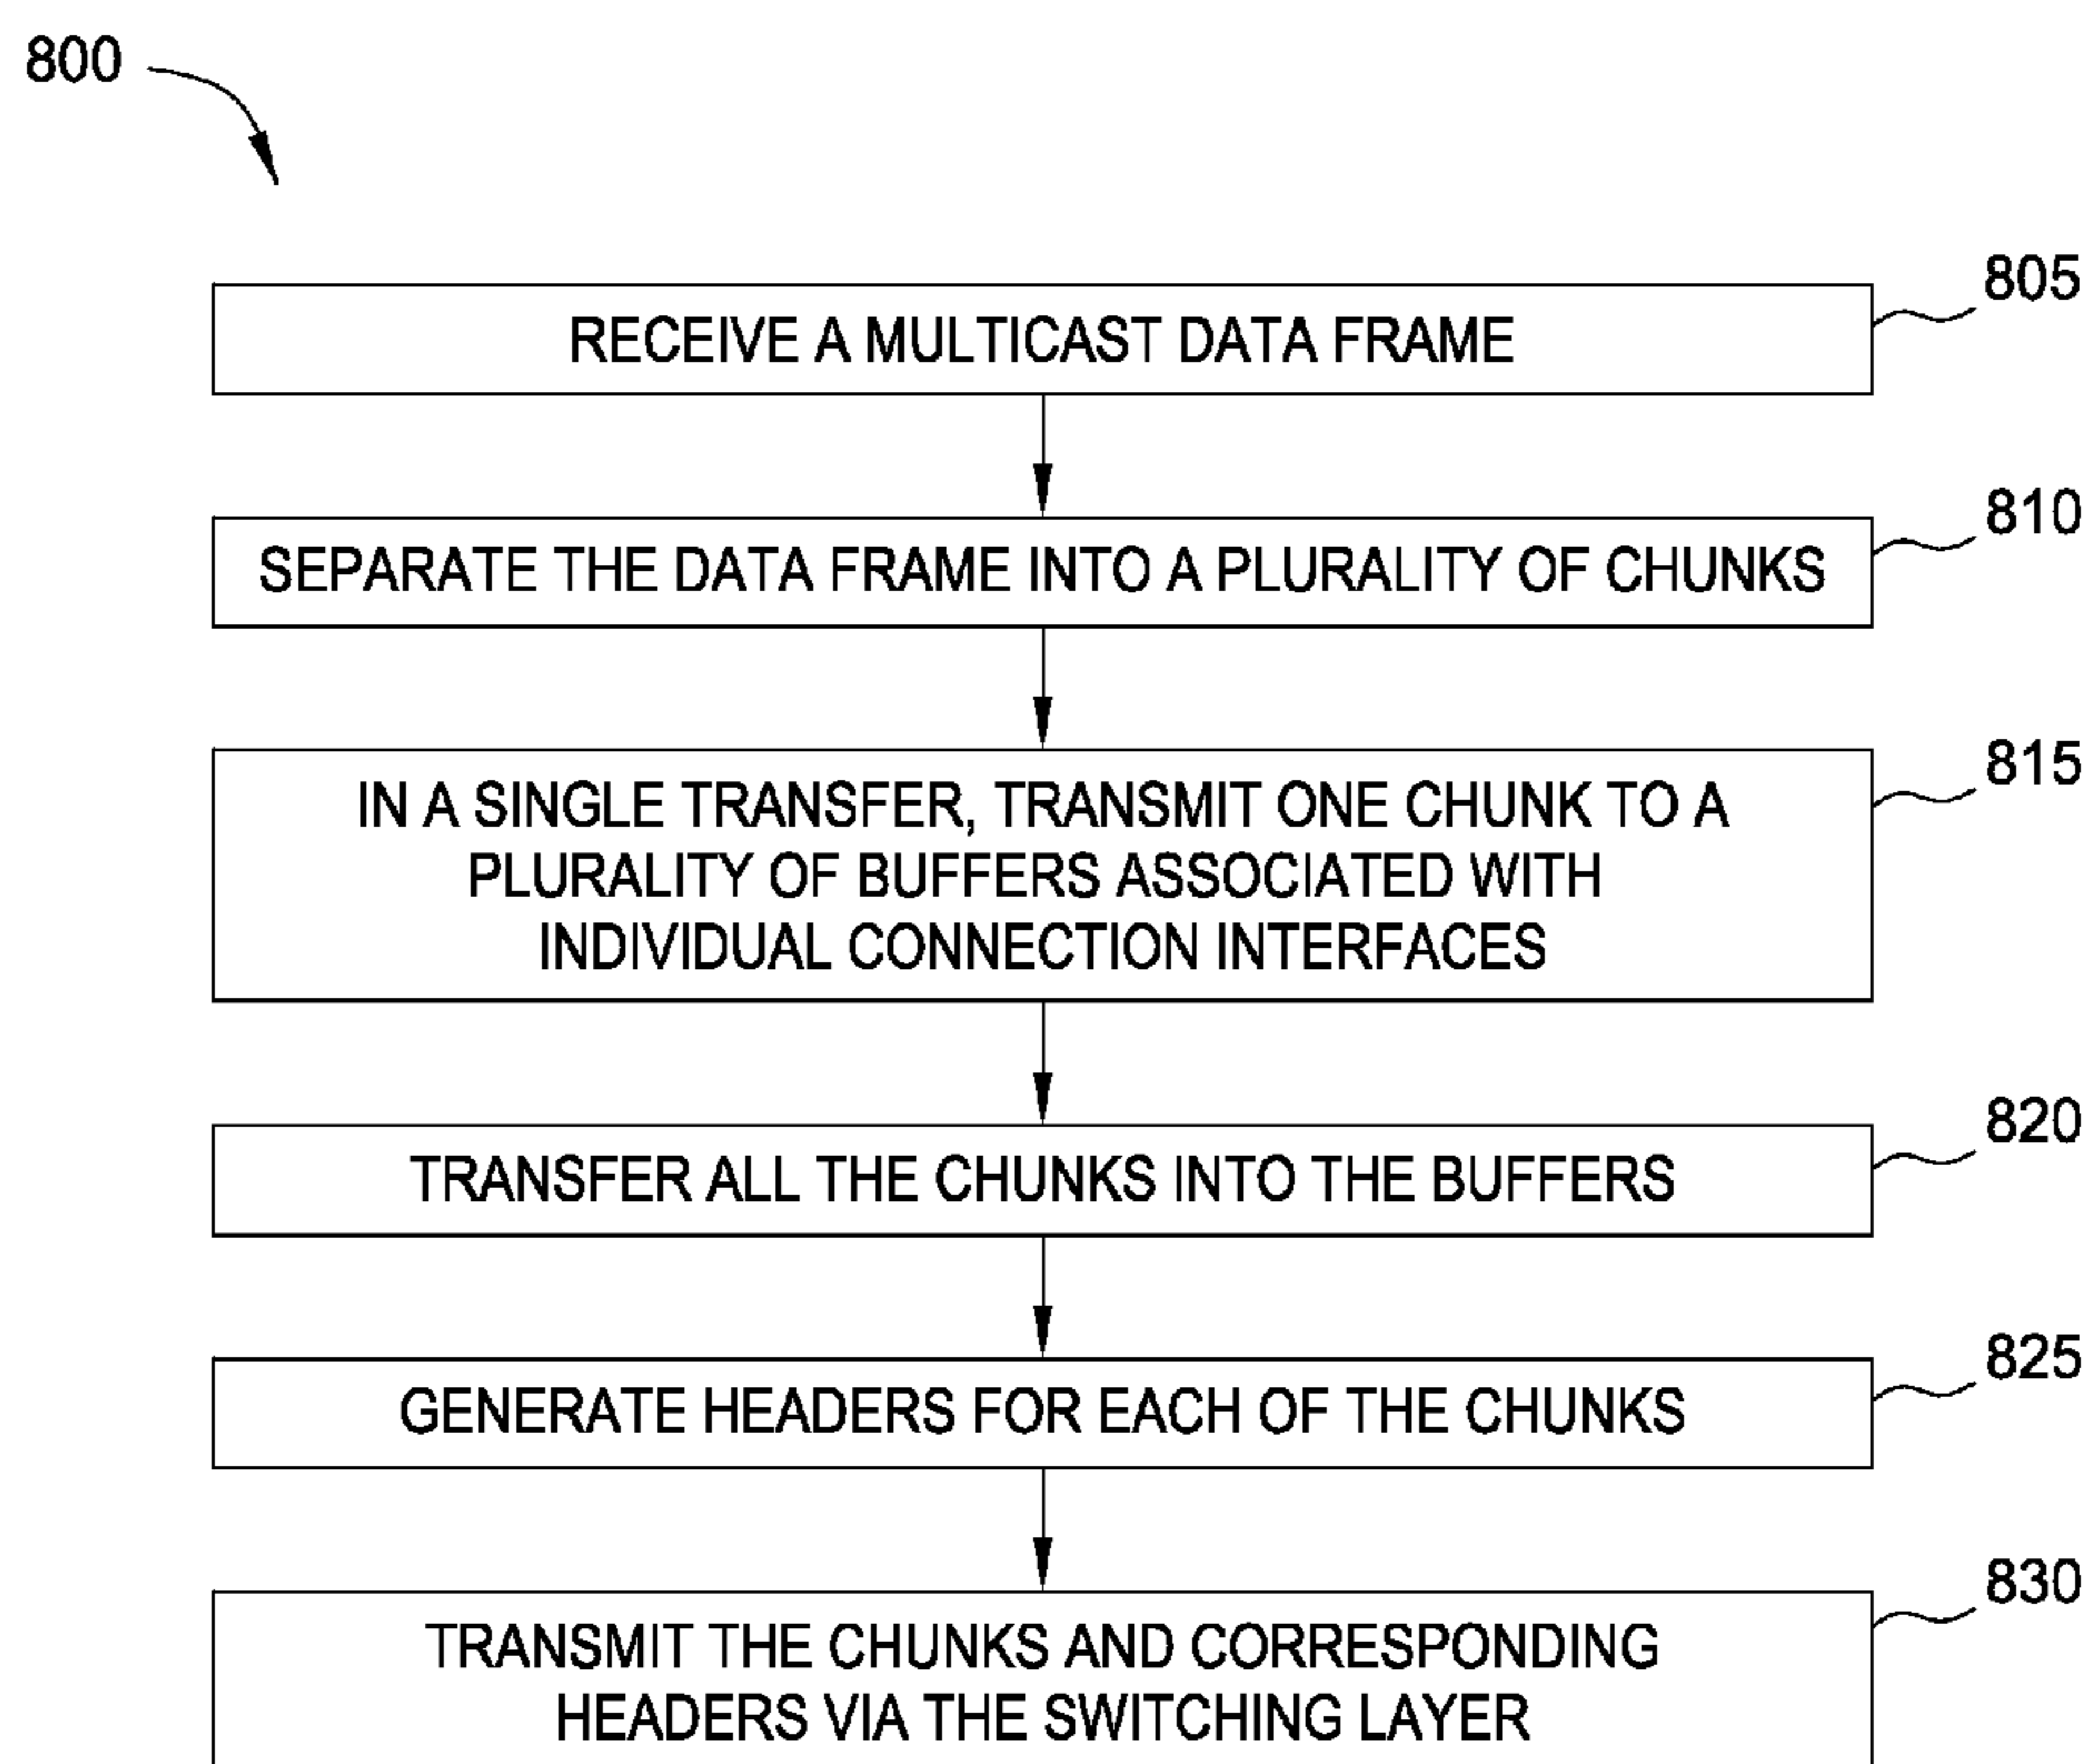 800
805
RECEIVE A MULTICAST DATA FRAME
810
SEPARATE THE DATA FRAME INTO A PLURALITY OF CHUNKS
815
IN A SINGLE TRANSFER, TRANSMIT ONE CHUNK TO A
PLURALITY OF BUFFERS ASSOCIATED WITH
INDIVIDUAL CONNECTION INTERFACES
820
TRANSFER ALL THE CHUNKS INTO THE BUFFERS
825
GENERATE HEADERS FOR EACH OF THE CHUNKS
830
TRANSMIT THE CHUNKS AND CORRESPONDING
HEADERS VIA THE SWITCHING LAYER